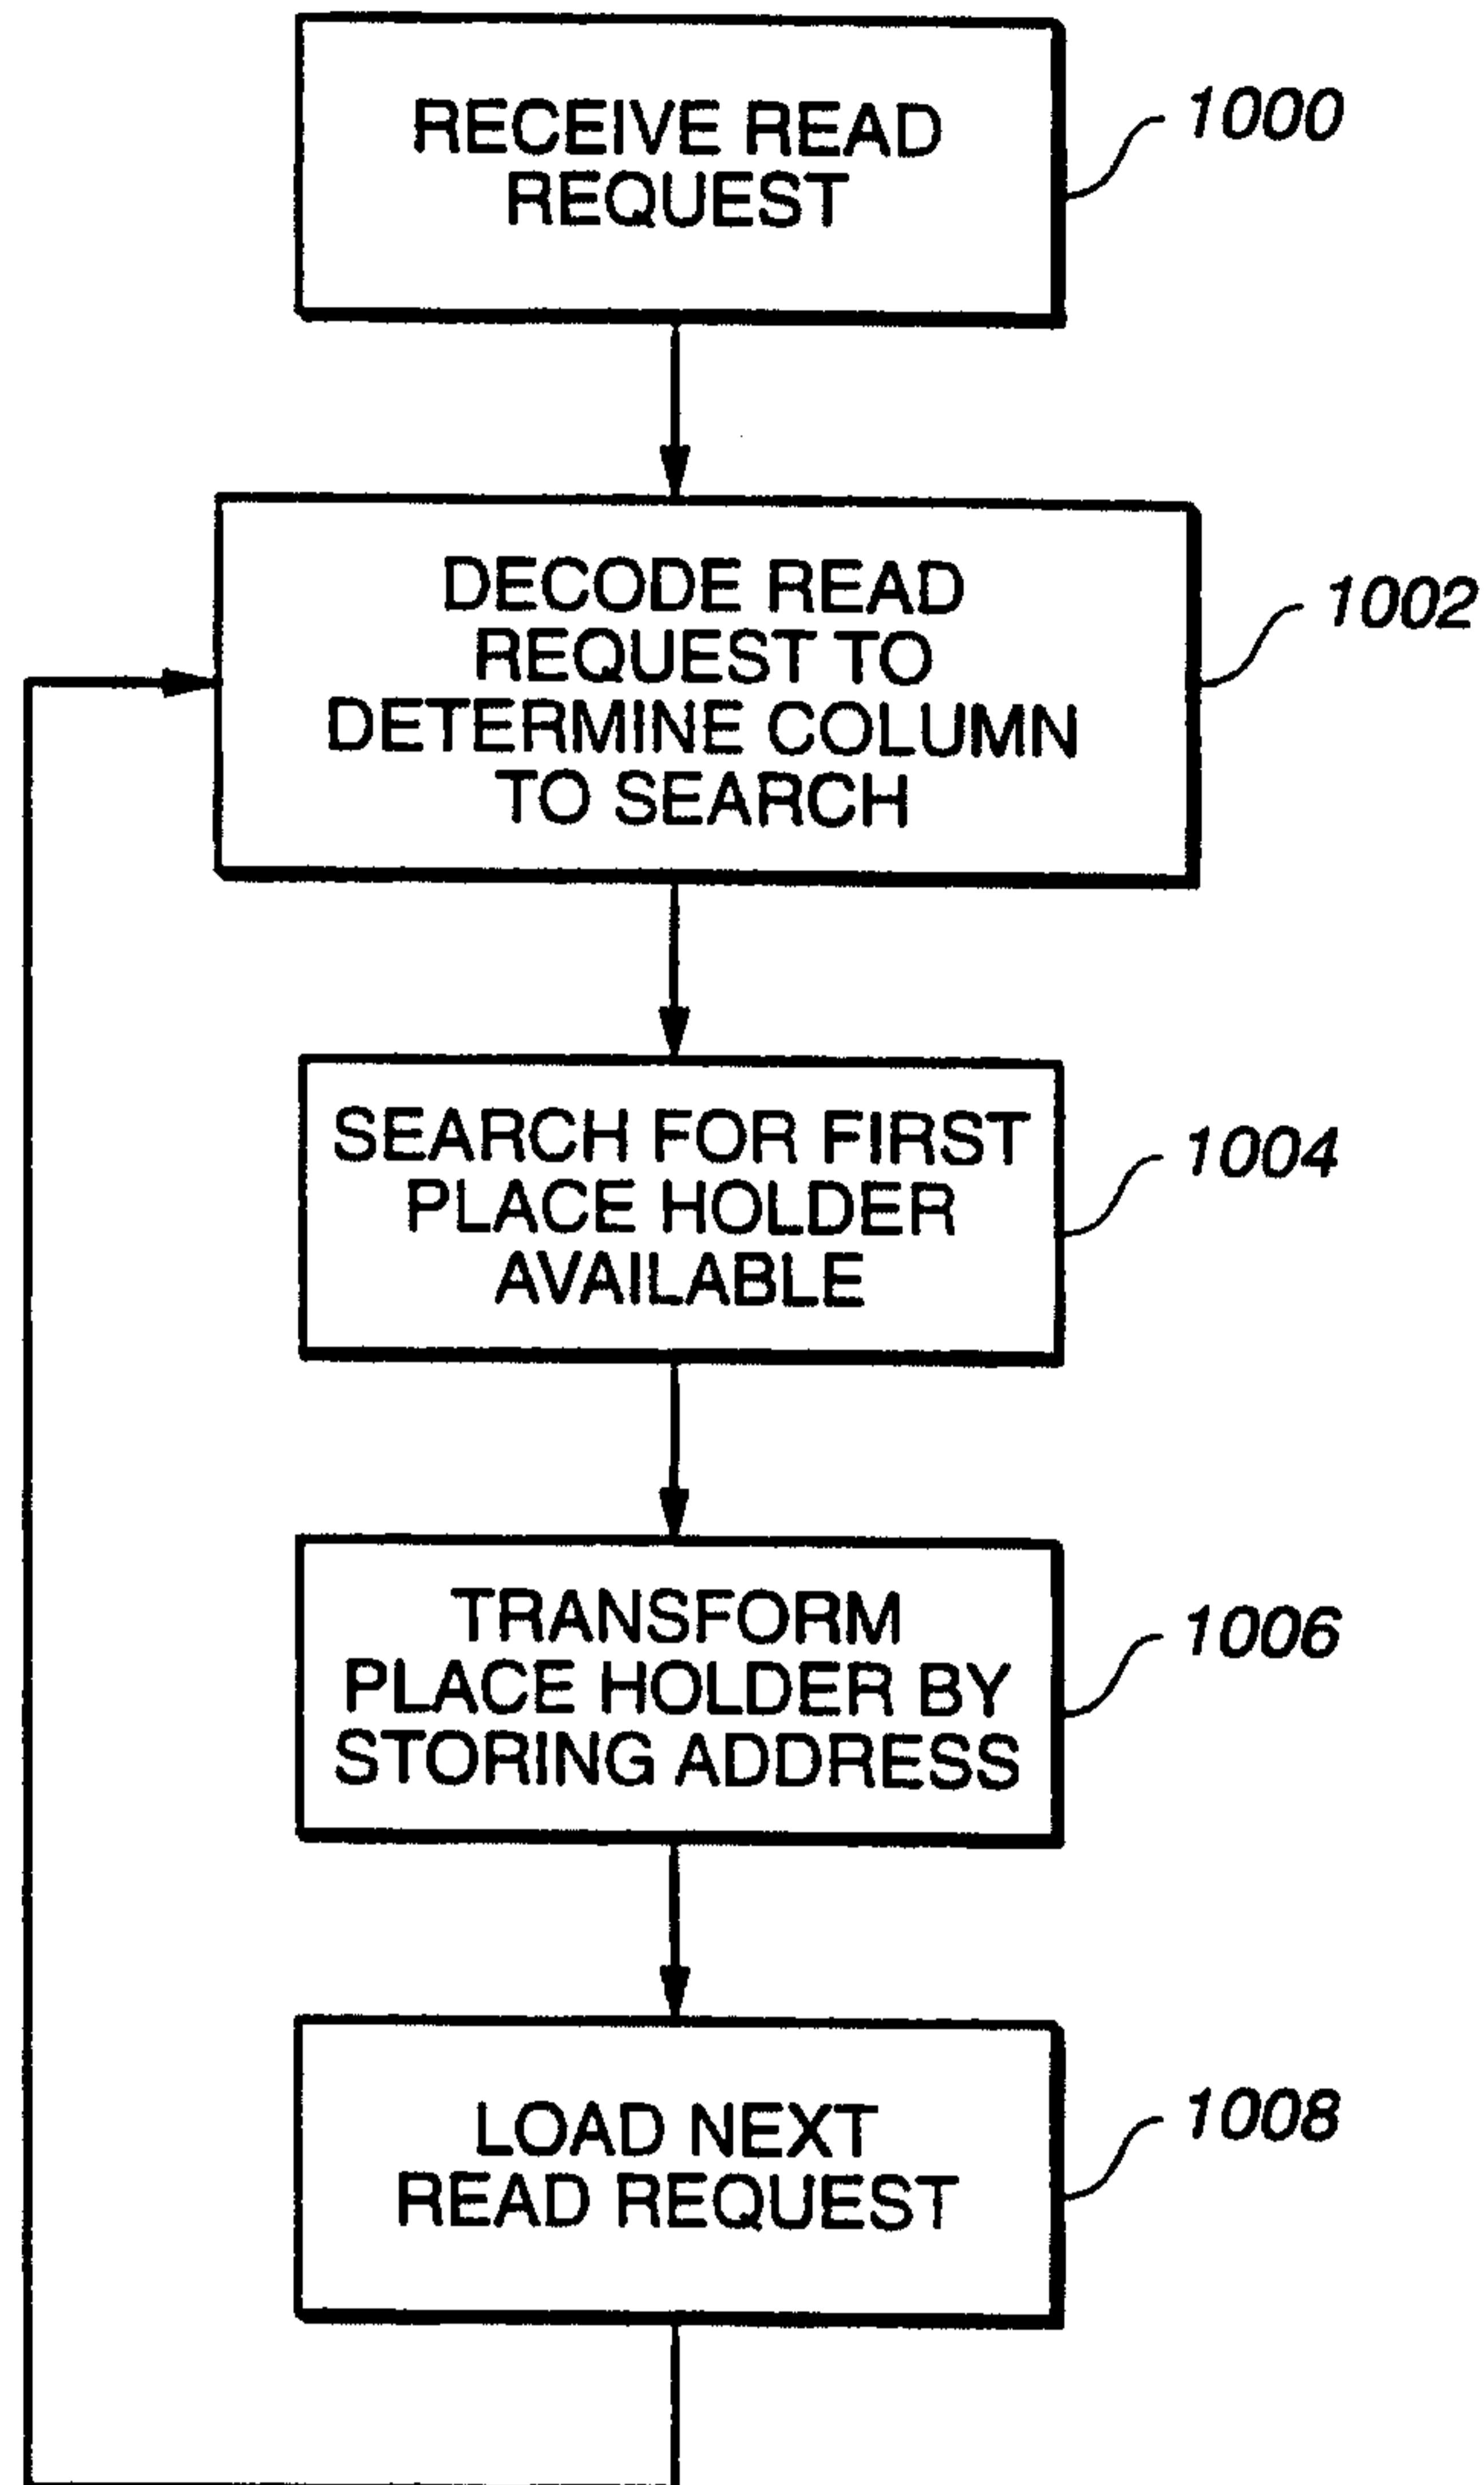 RECEIVE READ
REQUEST
1000
DECODE READ
REQUEST TO
DETERMINE COLUMN
TO SEARCH
1002
SEARCH FOR FIRST
PLACE HOLDER
AVAILABLE
1004
TRANSFORM
PLACE HOLDER BY
STORING ADDRESS
1006
LOAD NEXT
READ REQUEST
1008